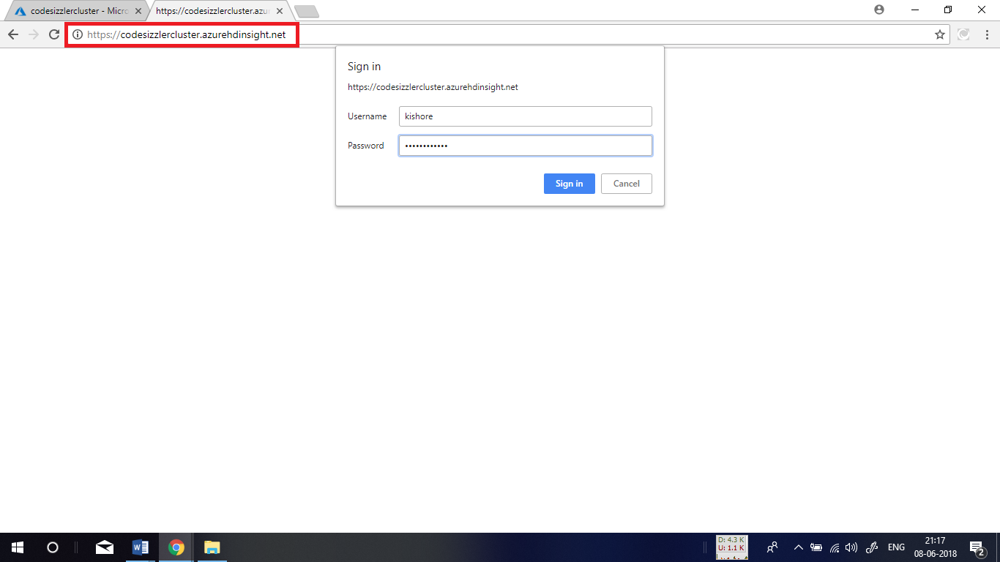 codesizzlercluster - Micro
https://codesizzlercluster.azu
https://codesizzlercluster.azurehdinsight.net
Sign in
https://codesizzlercluster.azurehdinsight.net
Username
kishore
Password
••••••••••••
Sign in
Cancel
D: 4.3 K
U: 1.1 K
ENG
21:17
08-06-2018
2